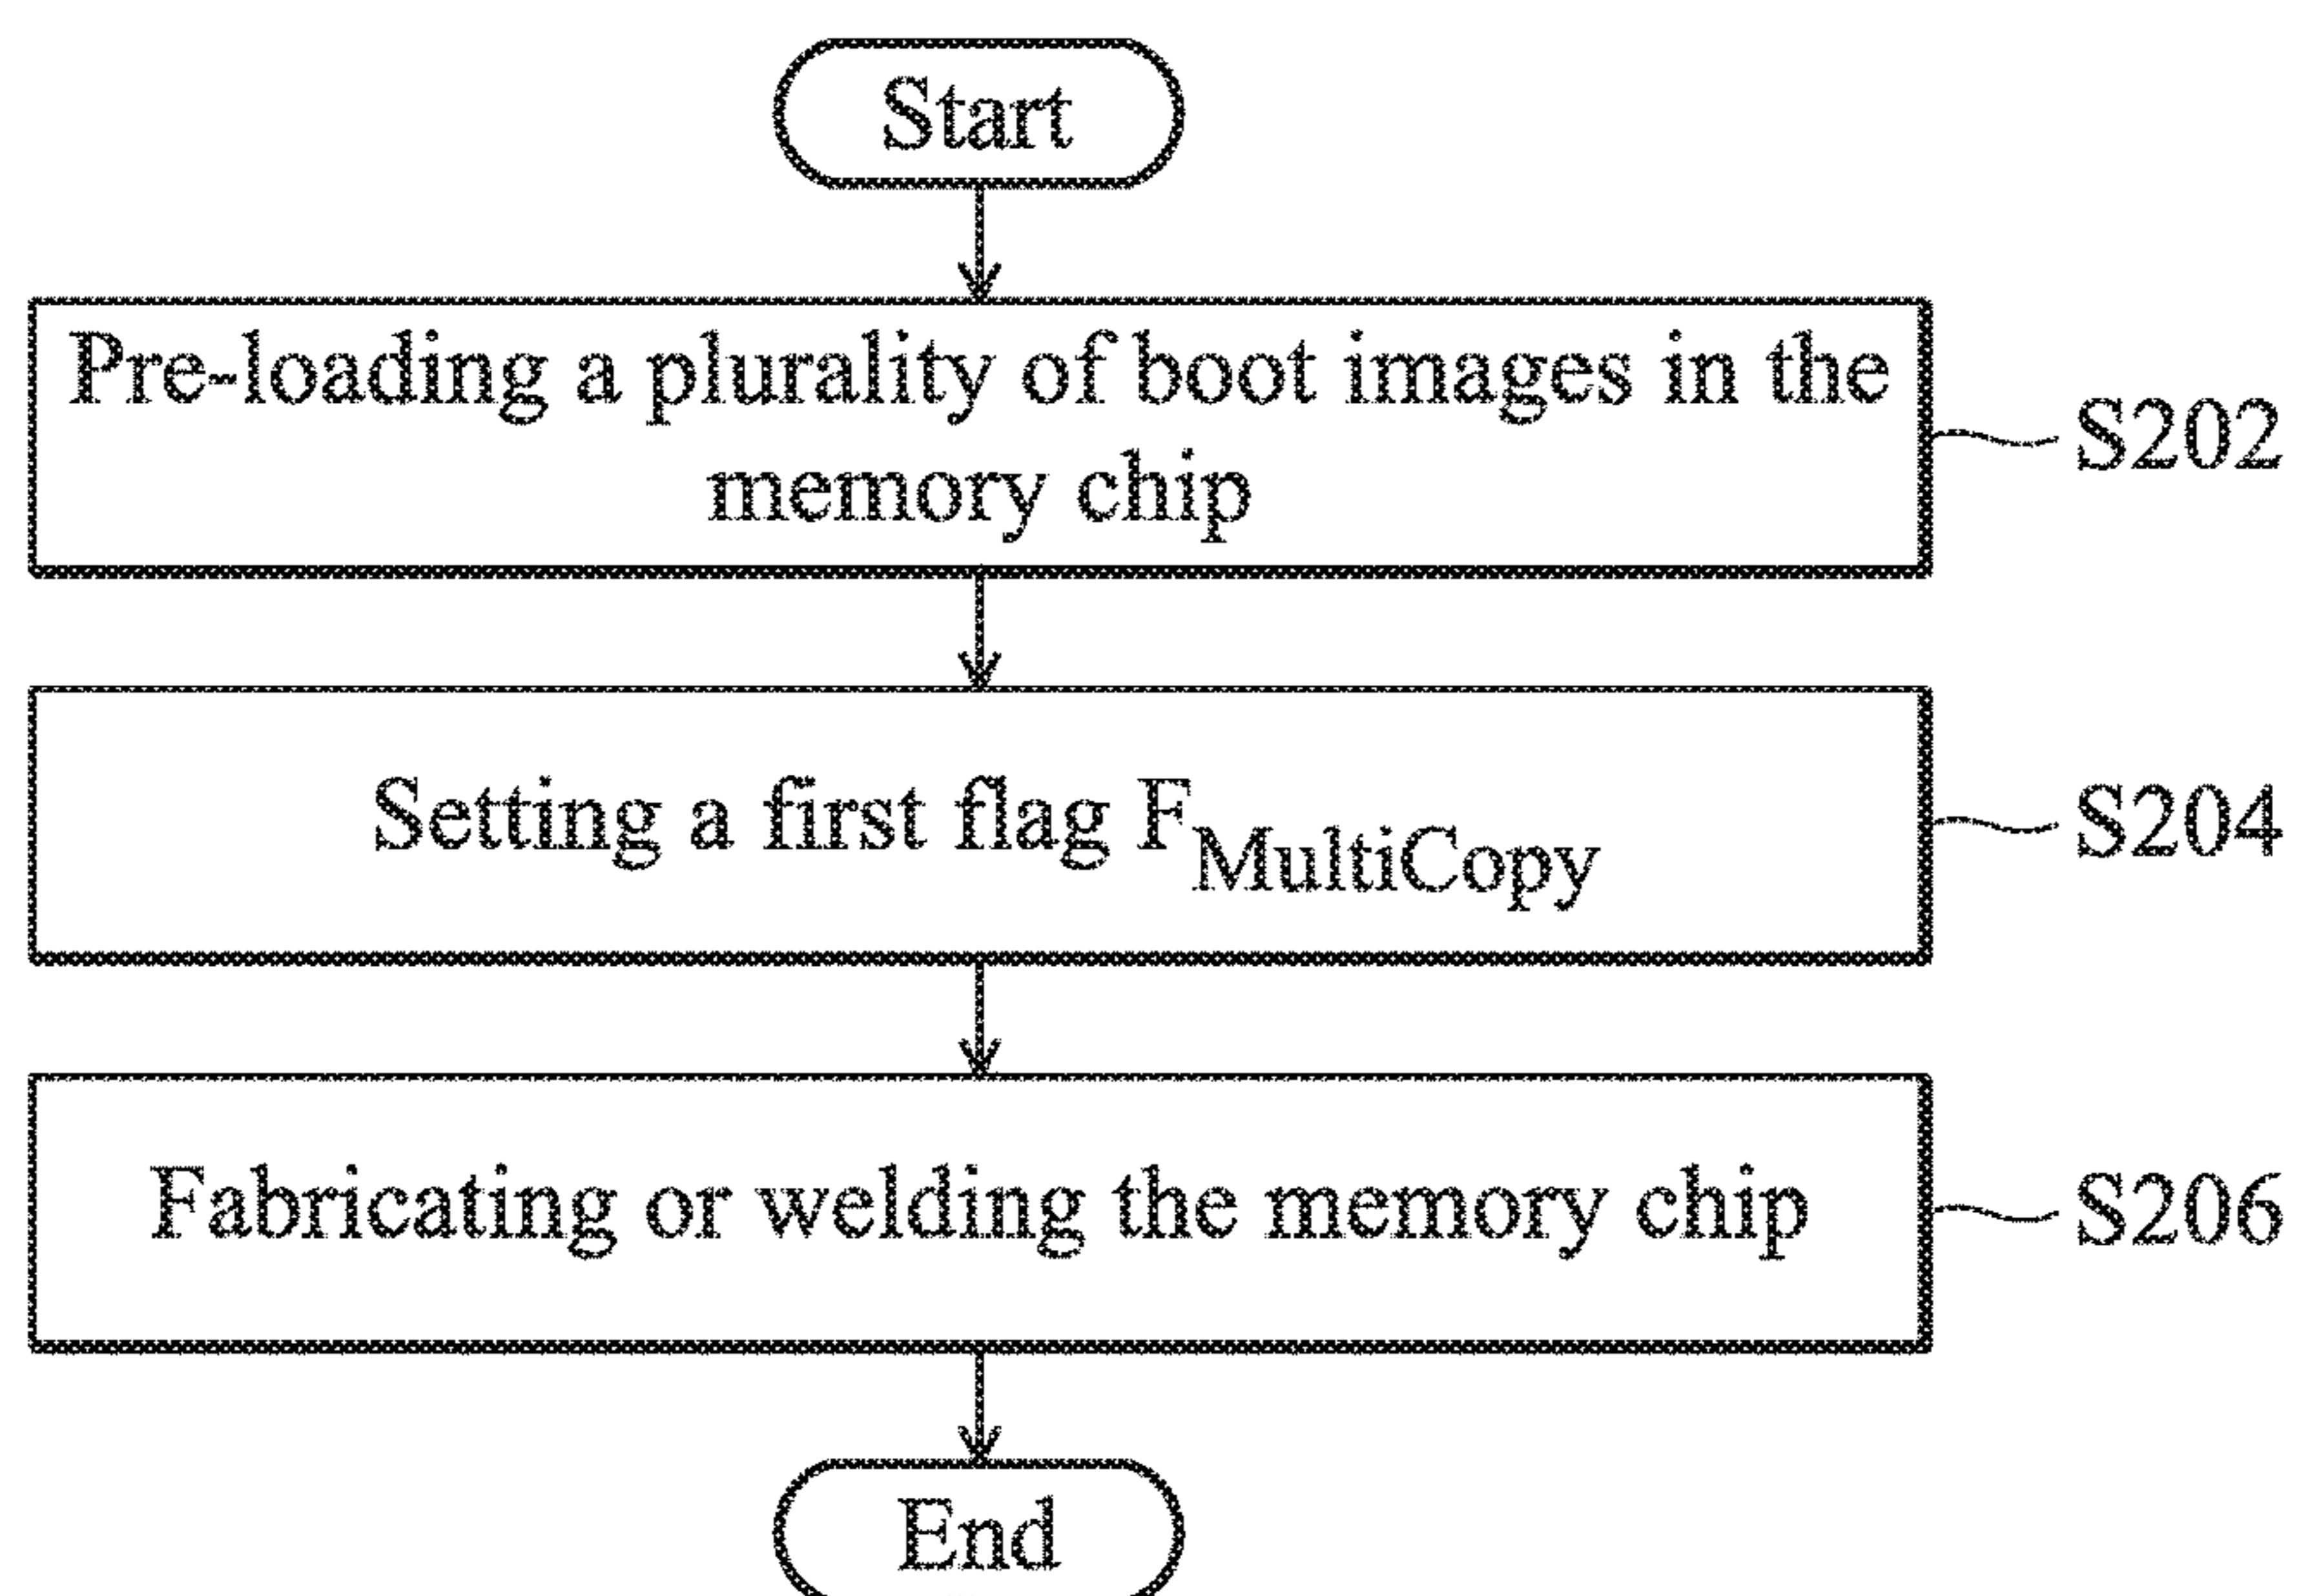 Start
Pre-loading a plurality of boot images in the
memory chip
S202
Setting a first flag F_MultiCopy
S204
Fabricating or welding the memory chip
S206
End